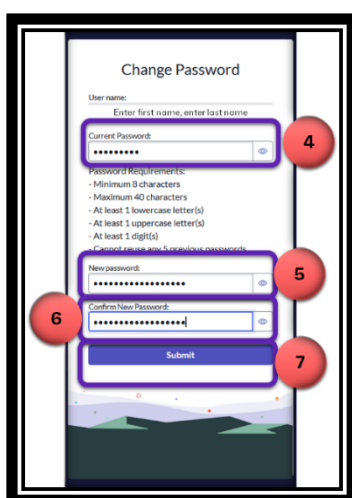 Change Password
User name:
Enter first name, enter last name
Current Password:
4
Password Requirements:
- Minimum 8 characters
- Maximum 40 characters
- At least 1 lowercase letter(s)
- At least 1 uppercase letter(s)
- At least 1 digit(s)
- Cannot reuse any 5 previous passwords
New password:
5
Confirm New Password:
6
Submit
7